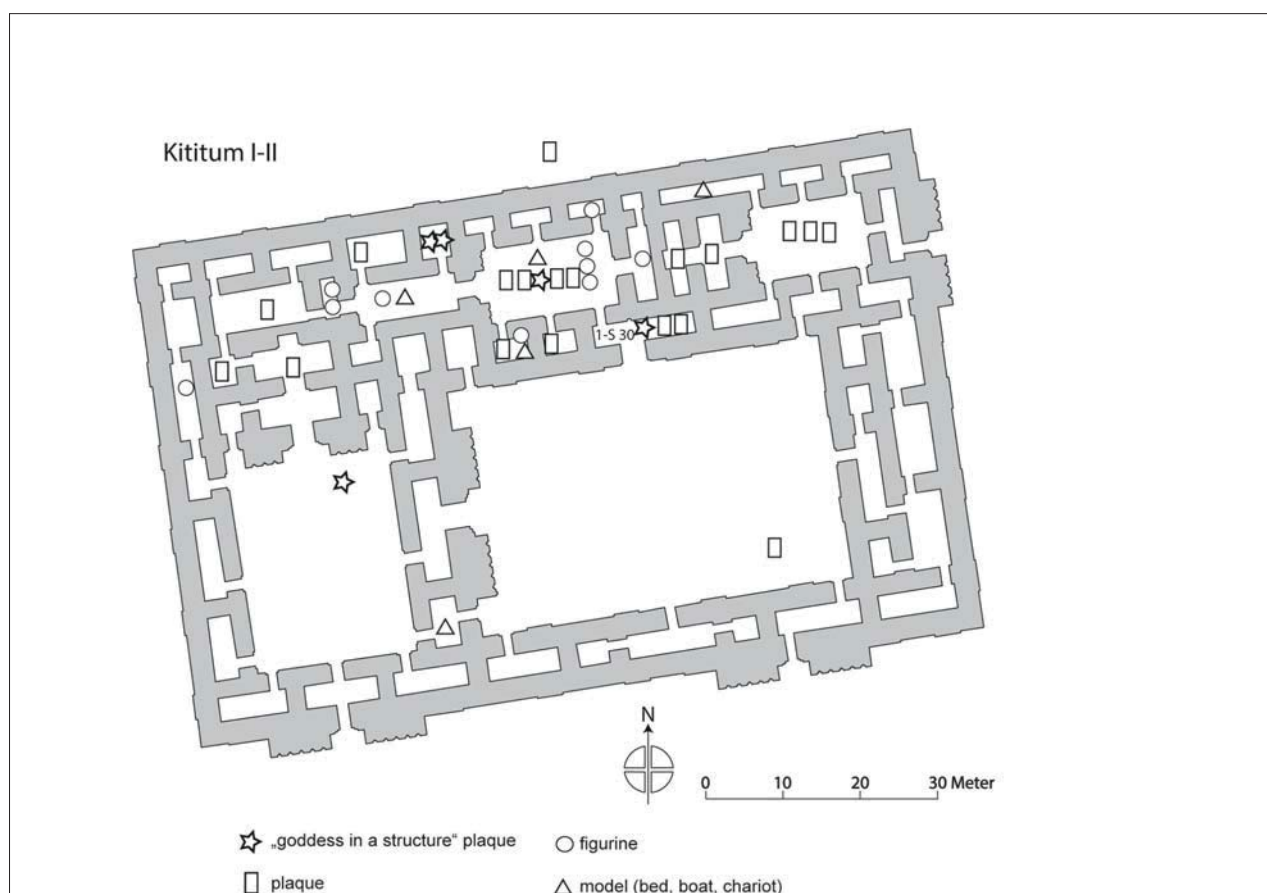 Kititum I-II
1-S 30
N
0 10 20 30 Meter
„goddess in a structure“ plaque
figurine
plaque
model (bed, boat, chariot)